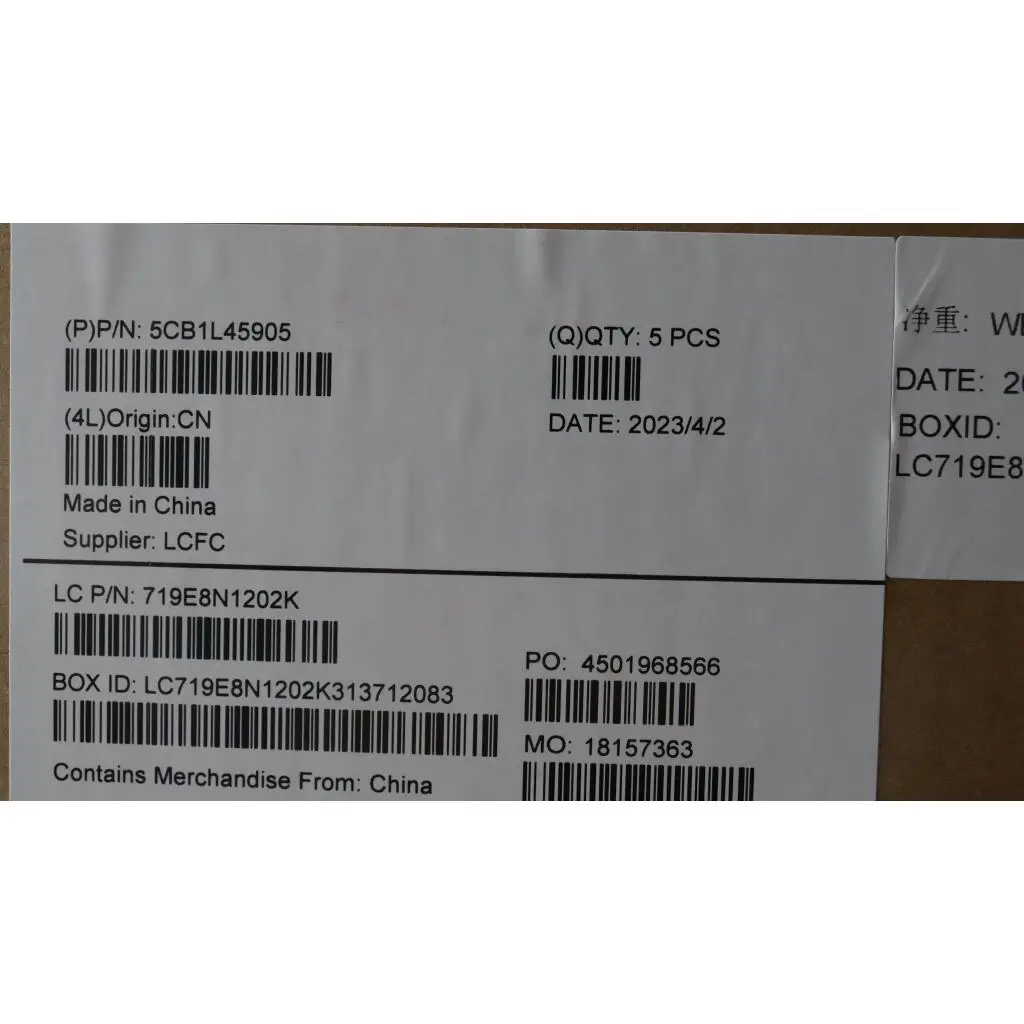 (P)P/N: 5CB1L45905
(Q)QTY: 5 PCS
(4L)Origin:CN
DATE: 2023/4/2
Made in China
Supplier: LCFC
LC P/N: 719E8N1202K
PO: 4501968566
BOX ID: LC719E8N1202K313712083
MO: 18157363
Contains Merchandise From: China
净重:
DATE:
BOXID:
LC719E8